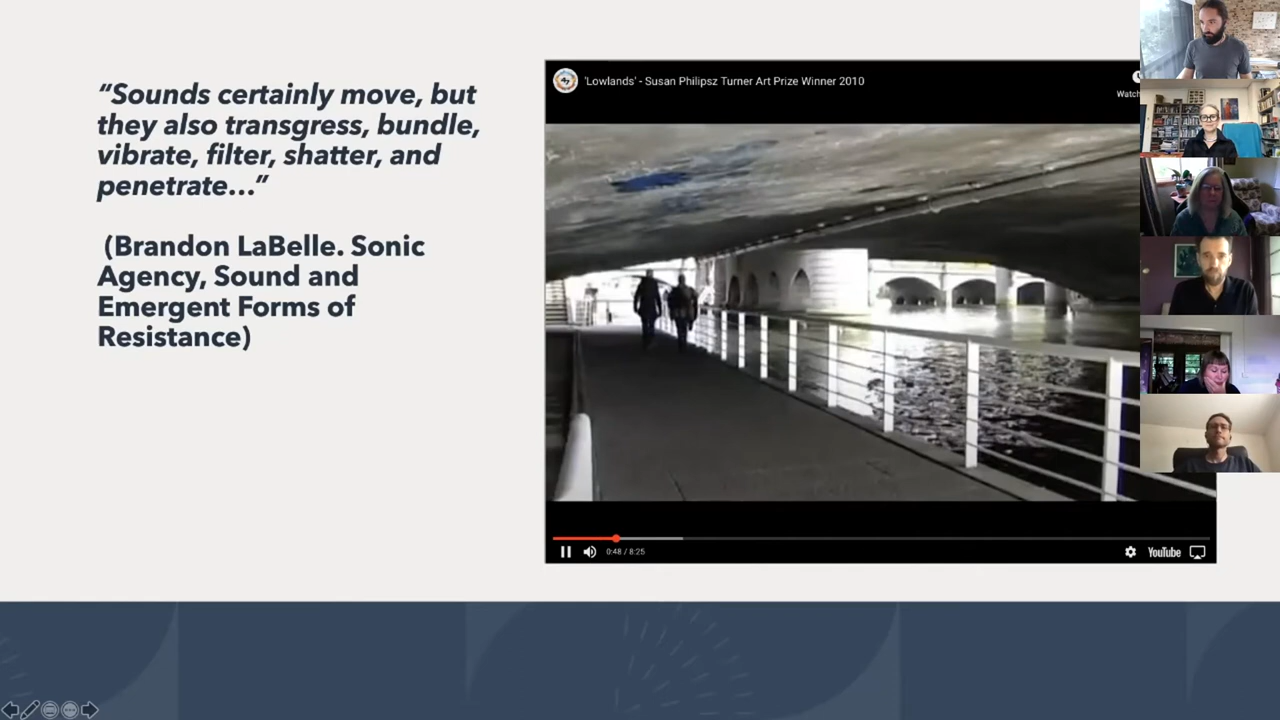 “Sounds certainly move, but
they also transgress, bundle,
vibrate, filter, shatter, and
penetrate…”
(Brandon LaBelle. Sonic
Agency, Sound and
Emergent Forms of
Resistance)
'Lowlands' - Susan Philipsz Turner Art Prize Winner 2010
Watch
0:48 / 8:25
YouTube